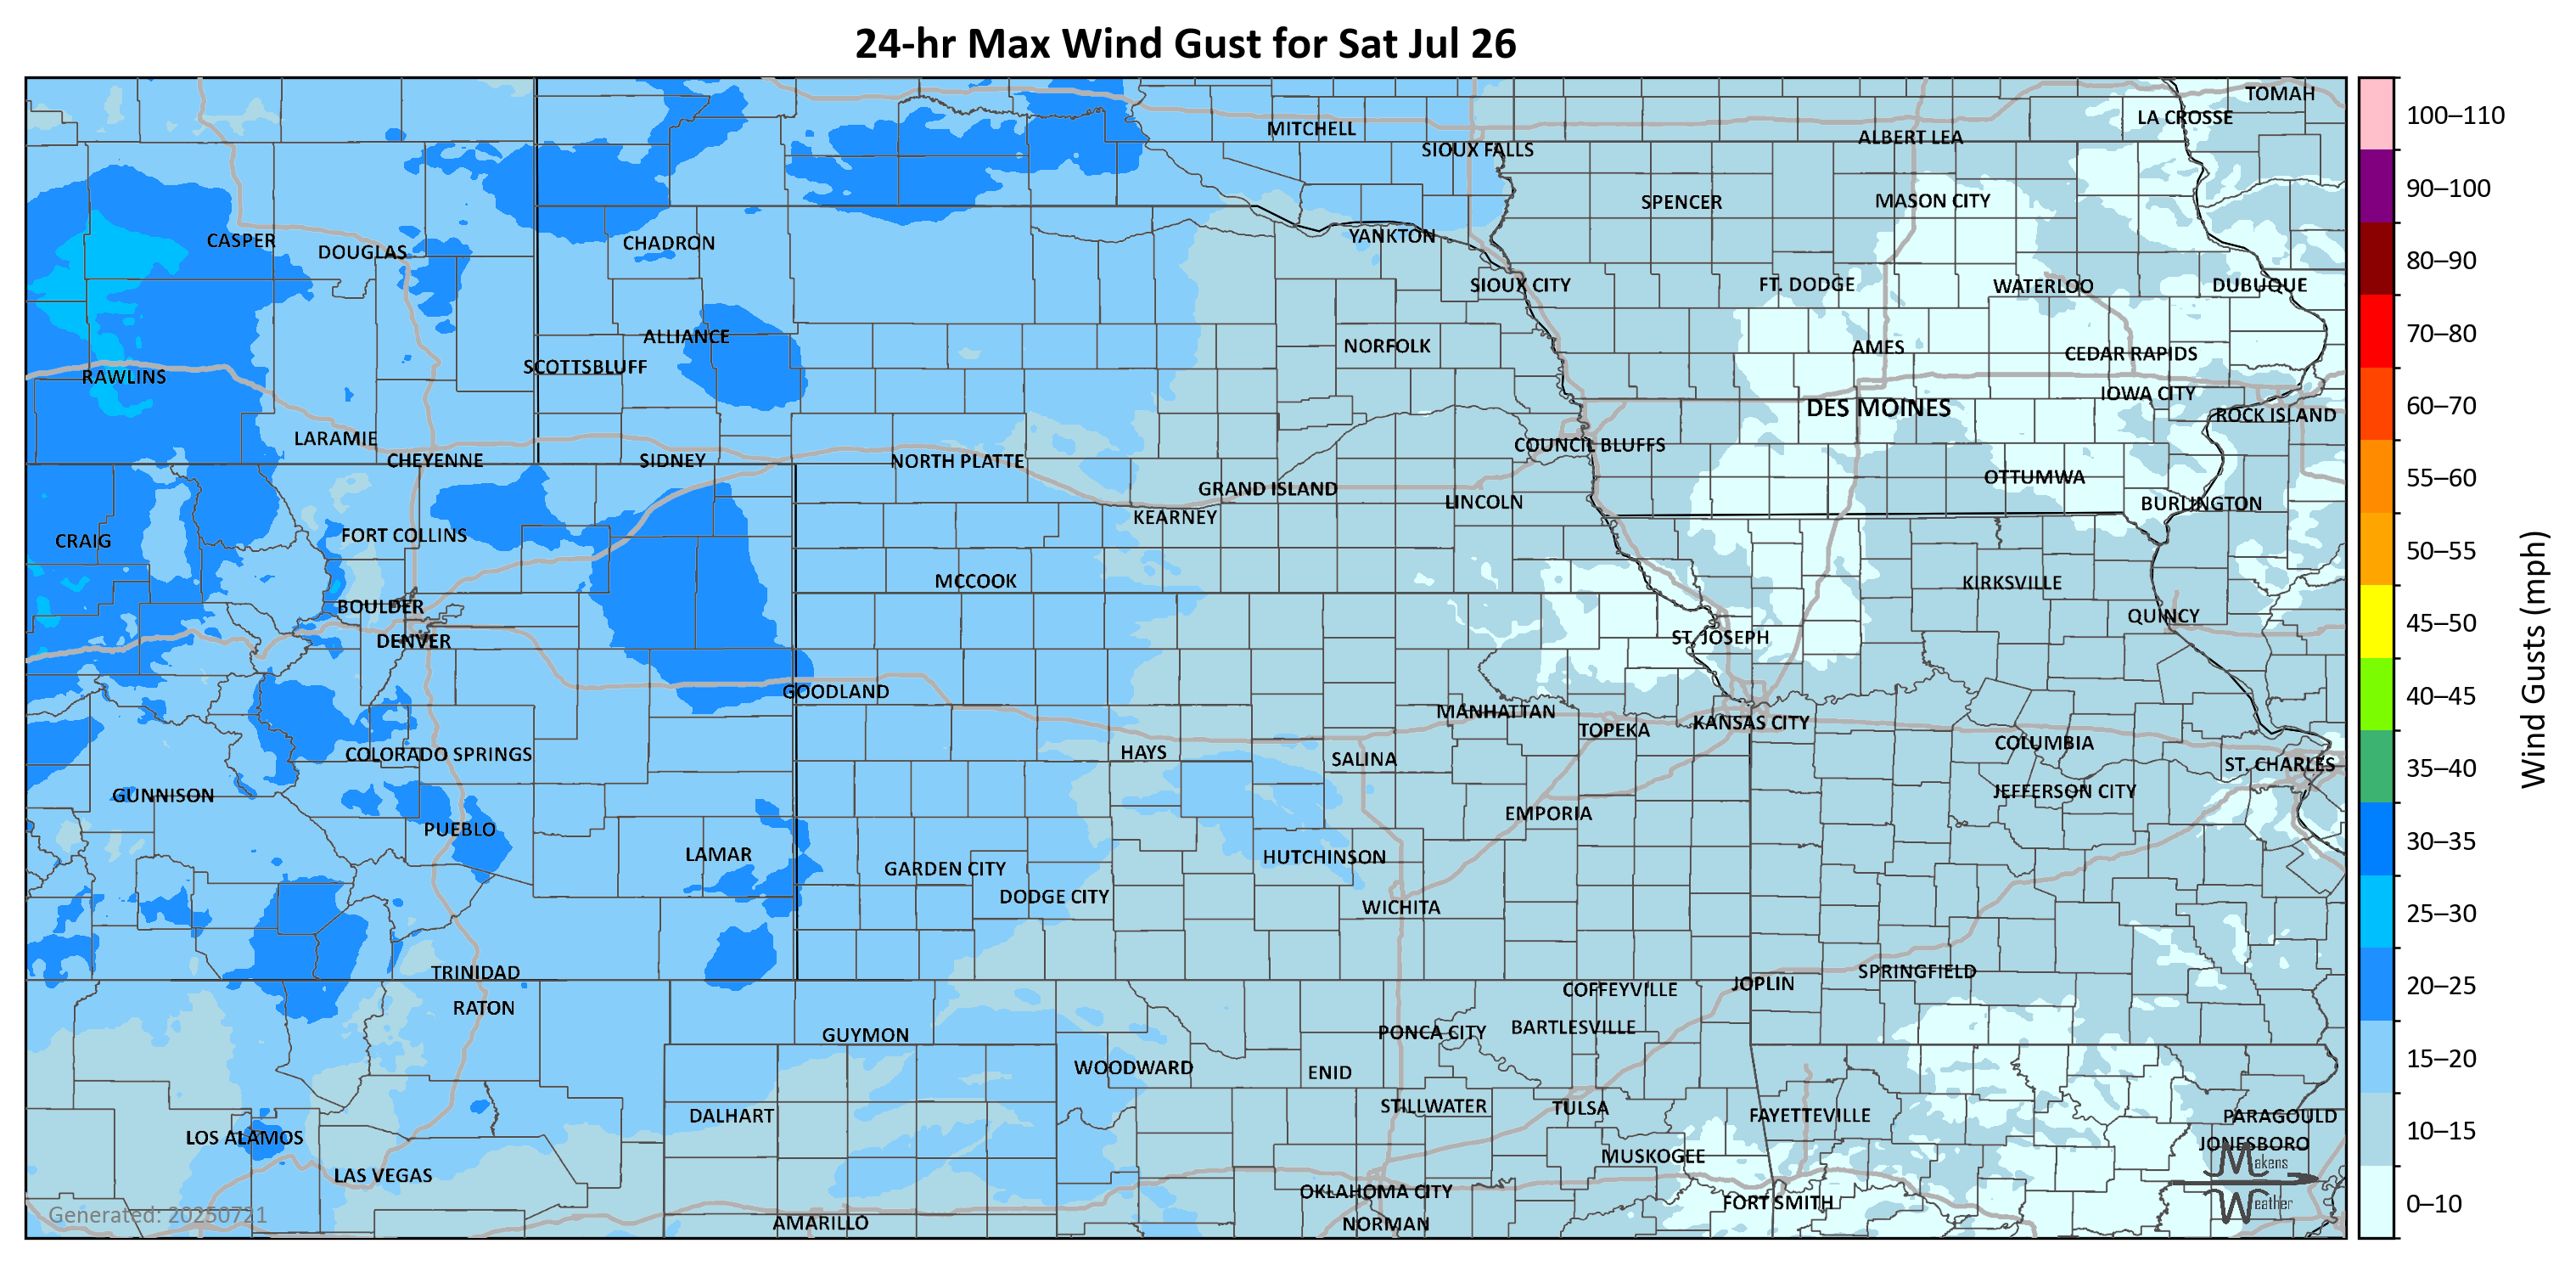 24-hr Max Wind Gust for Sat Jul 26
TOMAH
LA CROSSE
MITCHELL
ALBERT LEA
SIOUX FALLS
SPENCER
MASON CITY
CASPER
DOUGLAS
CHADRON
YANKTON
SIOUX CITY
FT. DODGE
WATERLOO
DUBUQUE
ALLIANCE
SCOTTSBLUFF
NORFOLK
AMES
CEDAR RAPIDS
RAWLINS
IOWA CITY
DES MOINES
ROCK ISLAND
LARAMIE
COUNCIL BLUFFS
CHEYENNE
SIDNEY
NORTH PLATTE
OTTUMWA
GRAND ISLAND
LINCOLN
BURLINGTON
KEARNEY
CRAIG
FORT COLLINS
MCCOOK
KIRKSVILLE
BOULDER
QUINCY
DENVER
ST. JOSEPH
GOODLAND
MANHATTAN
TOPEKA
KANSAS CITY
COLORADO SPRINGS
HAYS
SALINA
COLUMBIA
ST. CHARLES
GUNNISON
JEFFERSON CITY
EMPORIA
PUEBLO
LAMAR
GARDEN CITY
HUTCHINSON
DODGE CITY
WICHITA
TRINIDAD
SPRINGFIELD
JOPLIN
COFFEYVILLE
RATON
GUYMON
PONCA CITY
BARTLESVILLE
WOODWARD
ENID
DALHART
STILLWATER
TULSA
FAYETTEVILLE
PARAGOULD
LOS ALAMOS
JONESBORO
MUSKOGEE
LAS VEGAS
OKLAHOMA CITY
FORT SMITH
AMARILLO
NORMAN
Generated: 20250721
Makens
Weather
100–110
90–100
80–90
70–80
60–70
55–60
50–55
45–50
40–45
35–40
30–35
25–30
20–25
15–20
10–15
0–10
Wind Gusts (mph)